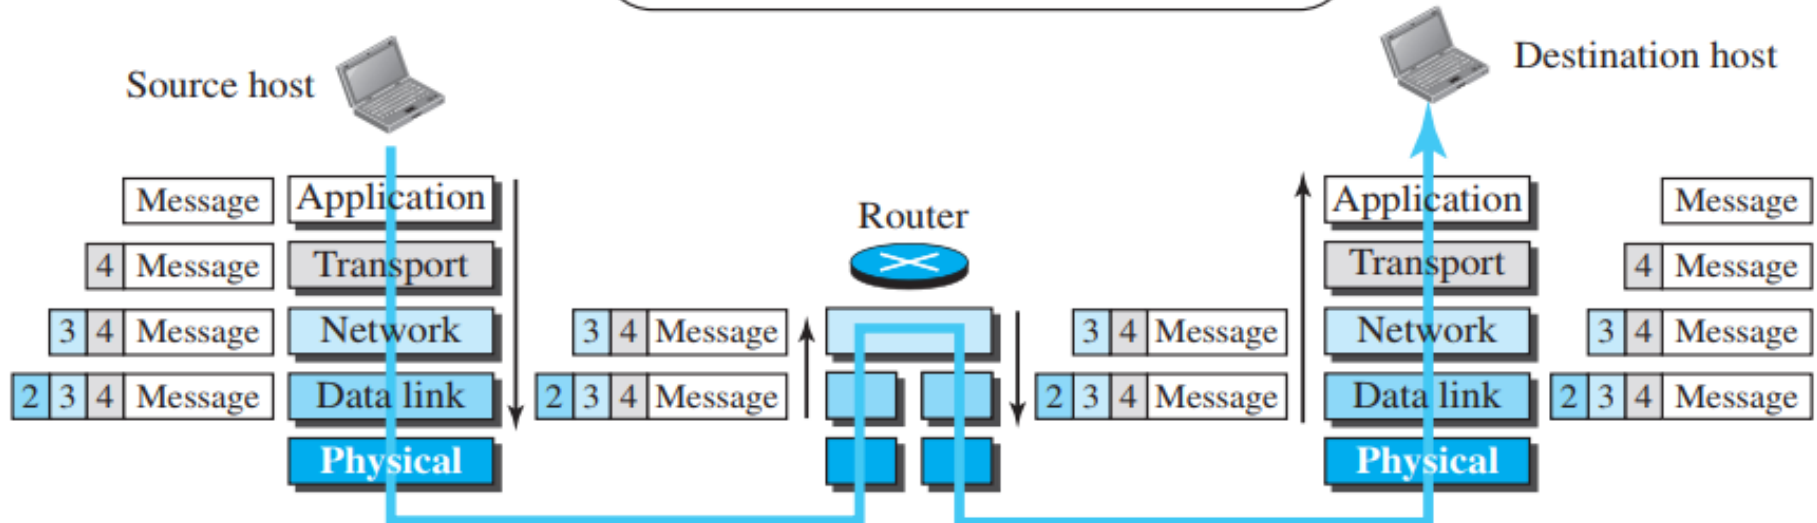 Source host
Destination host
Message Application
4 Message Transport
3 4 Message Network
2 3 4 Message Data link
Physical
Router
3 4 Message
2 3 4 Message
3 4 Message
2 3 4 Message
Application Message
Transport 4 Message
Network 3 4 Message
Data link 2 3 4 Message
Physical